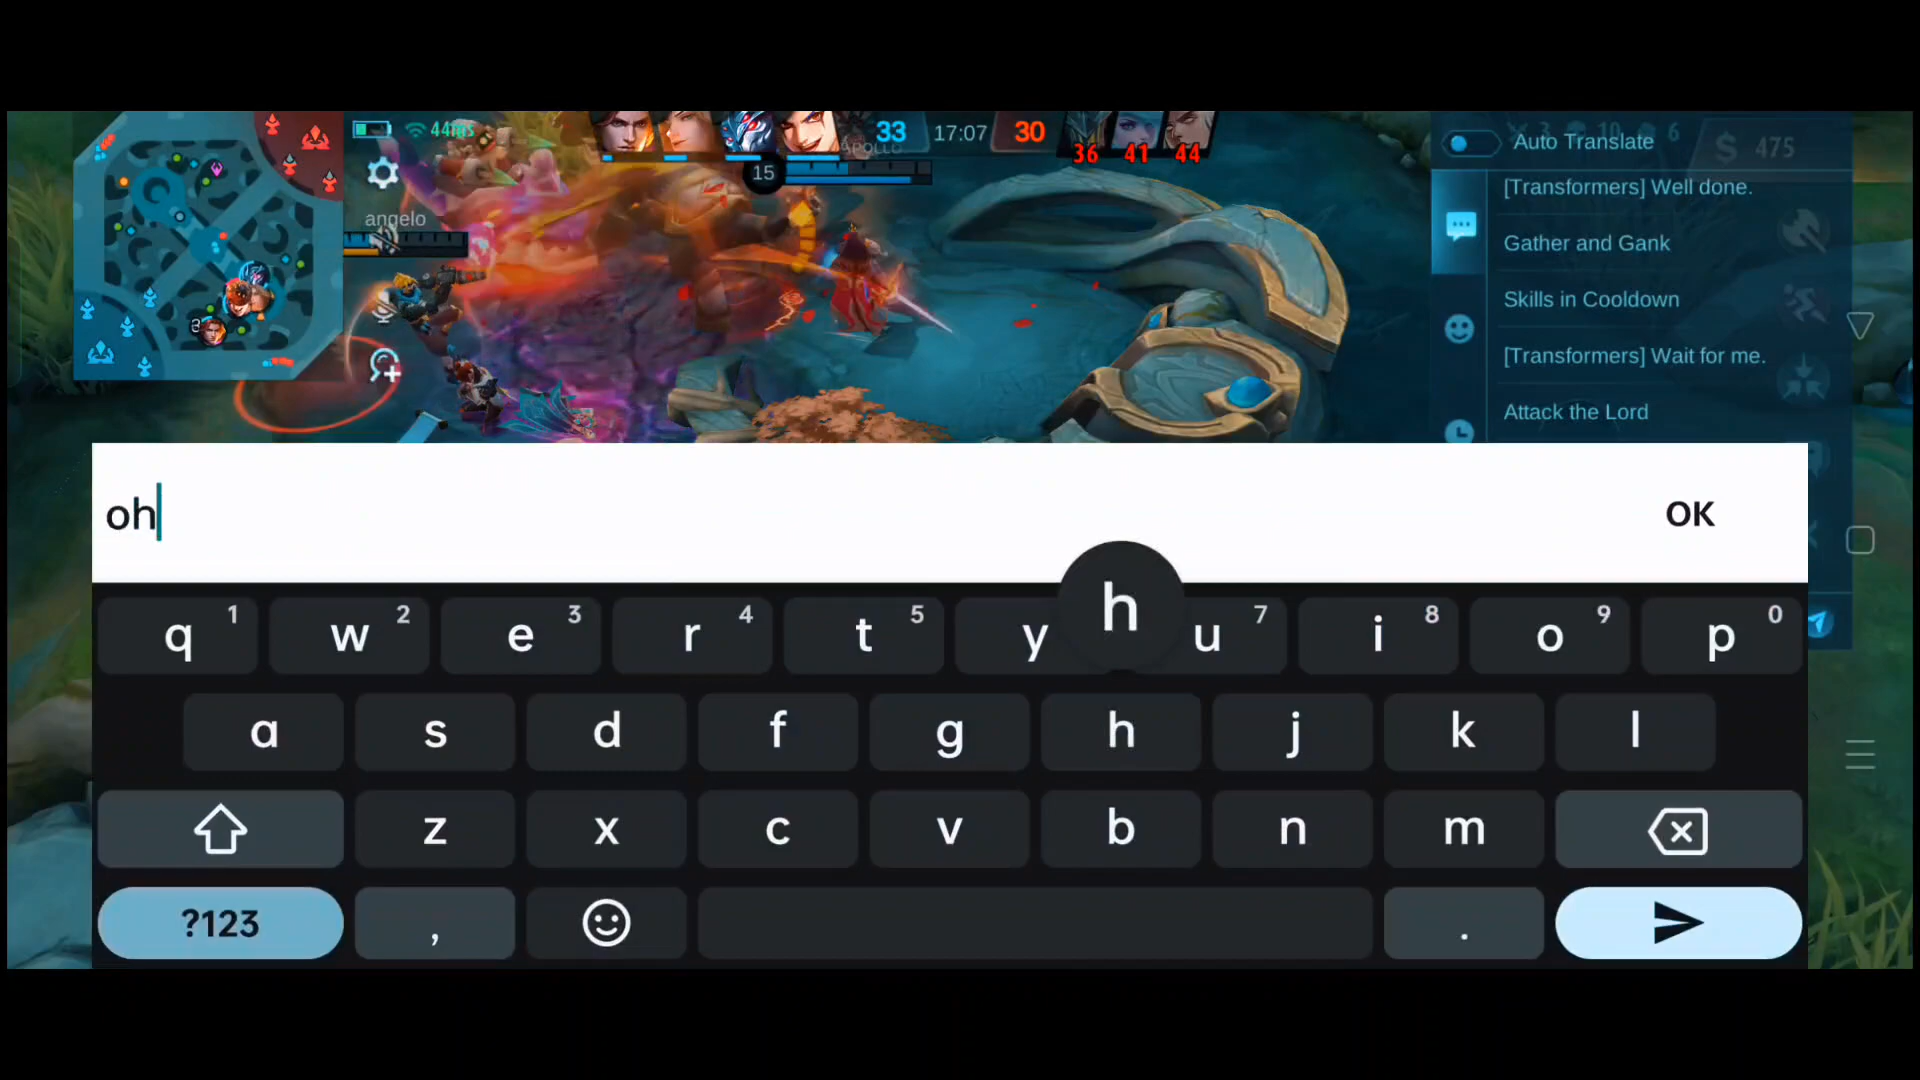 44ms
33 17:07 30
36 41 44
15
APOLLO
angelo
3
Auto Translate
475
[Transformers] Well done.
Gather and Gank
Skills in Cooldown
[Transformers] Wait for me.
Attack the Lord
oh
OK
h
q 1 w 2 e 3 r 4 t 5 y u 7 i 8 o 9 p 0
a s d f g h j k l
z x c v b n m
?123 , .